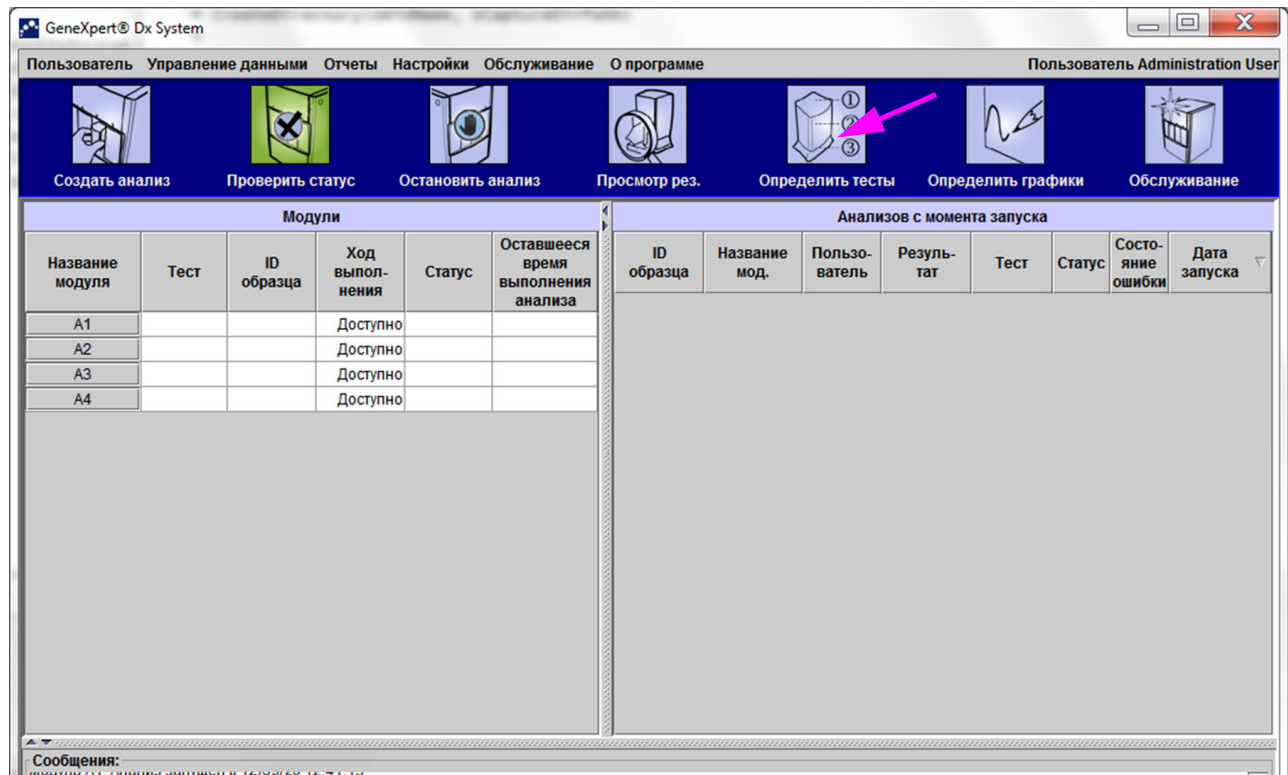 GeneXpert® Dx System
Пользователь Управление данными Отчеты Настройки Обслуживание О программе Пользователь Administration User
① ② ③
Создать анализ Проверить статус Остановить анализ Просмотр рез. Определить тесты Определить графики Обслуживание
Модули
Название модуля
Тест
ID образца
Ход выпол-
нения
Статус
Оставшееся время выполнения анализа
A1 Доступно
A2 Доступно
A3 Доступно
A4 Доступно
Анализов с момента запуска
ID образца
Название мод.
Пользо-
ватель
Резуль-
тат
Тест
Статус
Состо-
яние ошибки
Дата запуска
Сообщения: